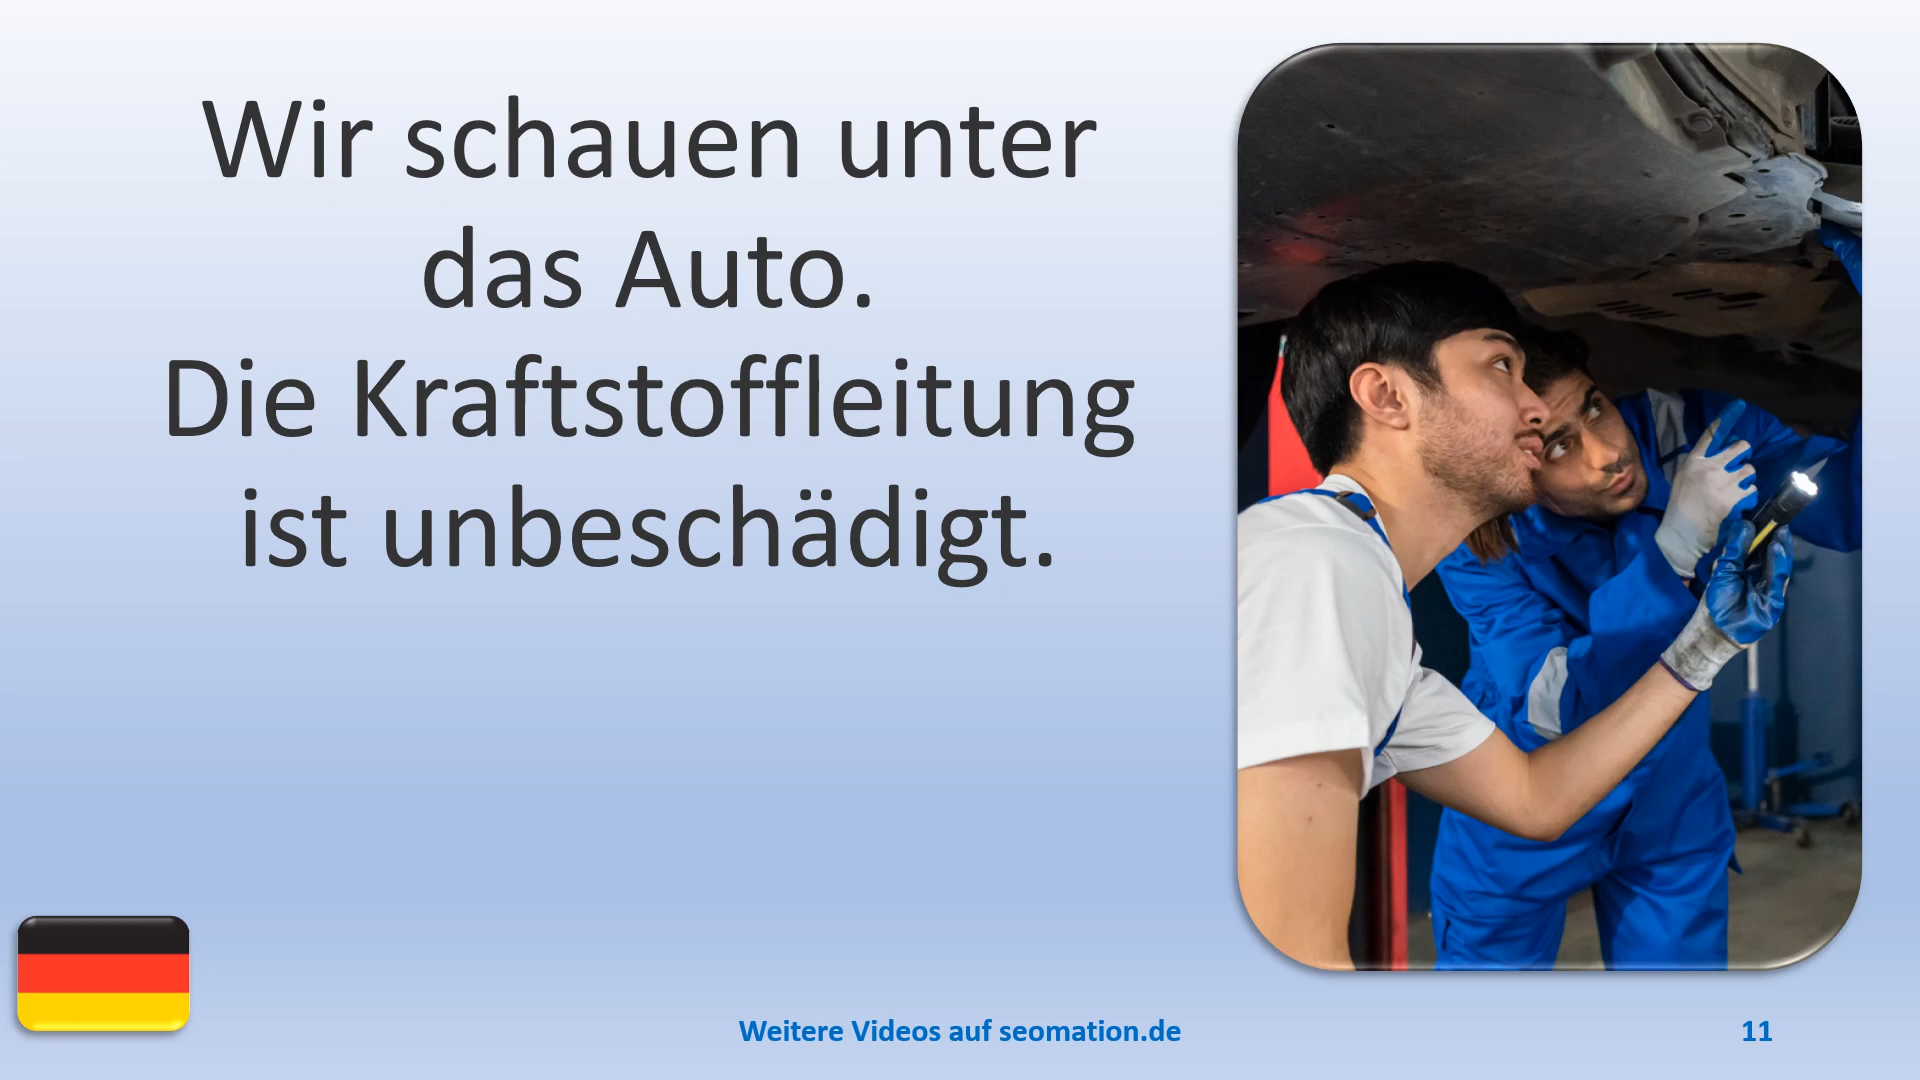 Wir schauen unter
das Auto.
Die Kraftstoffleitung
ist unbeschädigt.
Weitere Videos auf seomation.de
11